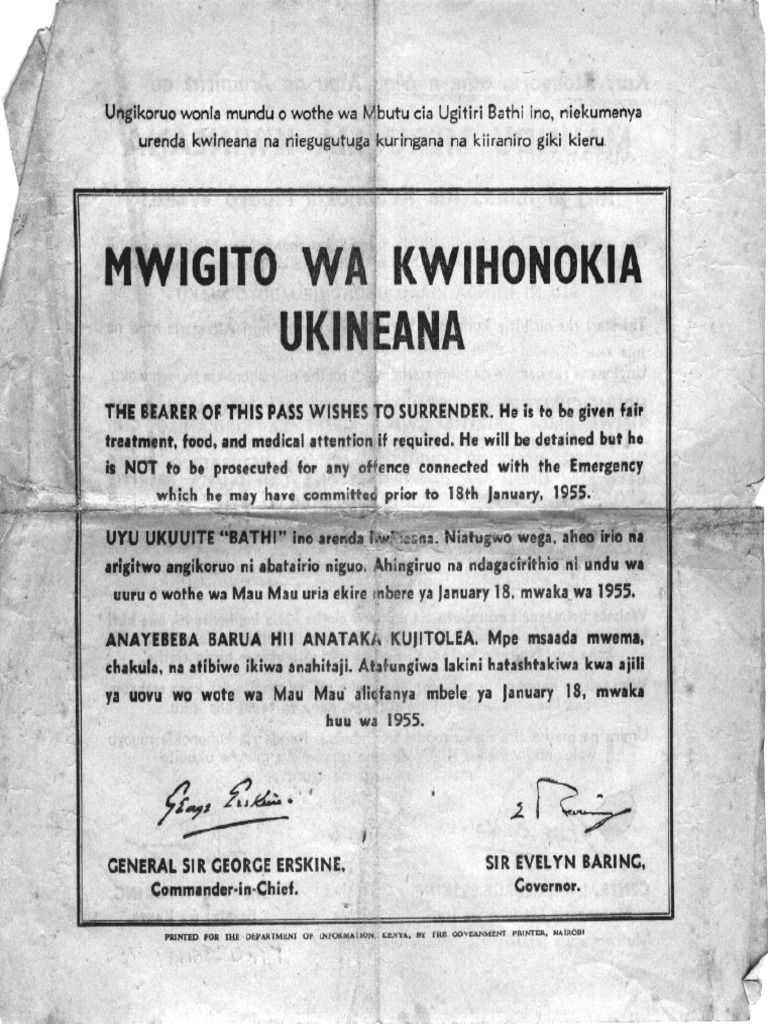 Ungikoruo wonia mundu o wothe wa Mbutu cia Ugitiri Bathi ino, niekumenya
urenda kwineana na niegugutuga kuringana na kiiraniro giki kieru.
MWIGITO WA KWIHONOKIA
UKINEANA
THE BEARER OF THIS PASS WISHES TO SURRENDER. He is to be given fair
treatment, food, and medical attention if required. He will be detained but he
is NOT to be prosecuted for any offence connected with the Emergency
which he may have committed prior to 18th January, 1955.
UYU UKUUITE "BATHI" ino arenda kwineana. Niatugwo wega, aheo irio na
arigitwo angikoruo ni abatairio niguo. Ahingiruo na ndagacirithio ni undu wa
uuru o wothe wa Mau Mau uria ekire mbere ya January 18, mwaka wa 1955.
ANAYEBEBA BARUA HII ANATAKA KUJITOLEA. Mpe msaada mwema,
chakula, na atibiwe ikiwa anahitaji. Atafungiwa lakini hatashtakiwa kwa ajili
ya uovu wo wote wa Mau Mau aliofanya mbele ya January 18, mwaka
huu wa 1955.
George Erskine.
E Baring
GENERAL SIR GEORGE ERSKINE,
Commander-in-Chief.
SIR EVELYN BARING,
Governor.
PRINTED FOR THE DEPARTMENT OF INFORMATION, KENYA, BY THE GOVERNMENT PRINTER, NAIROBI